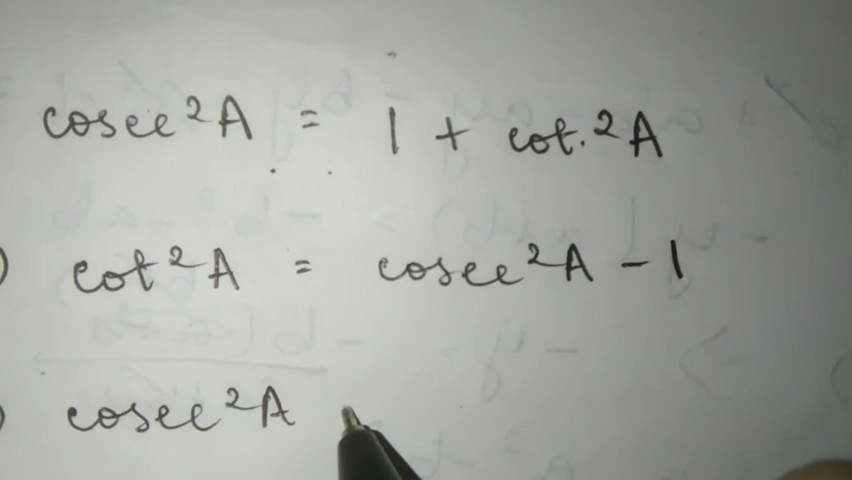 cosec²A = 1 + cot.²A
) cot²A = cosec²A - 1
) cosec²A